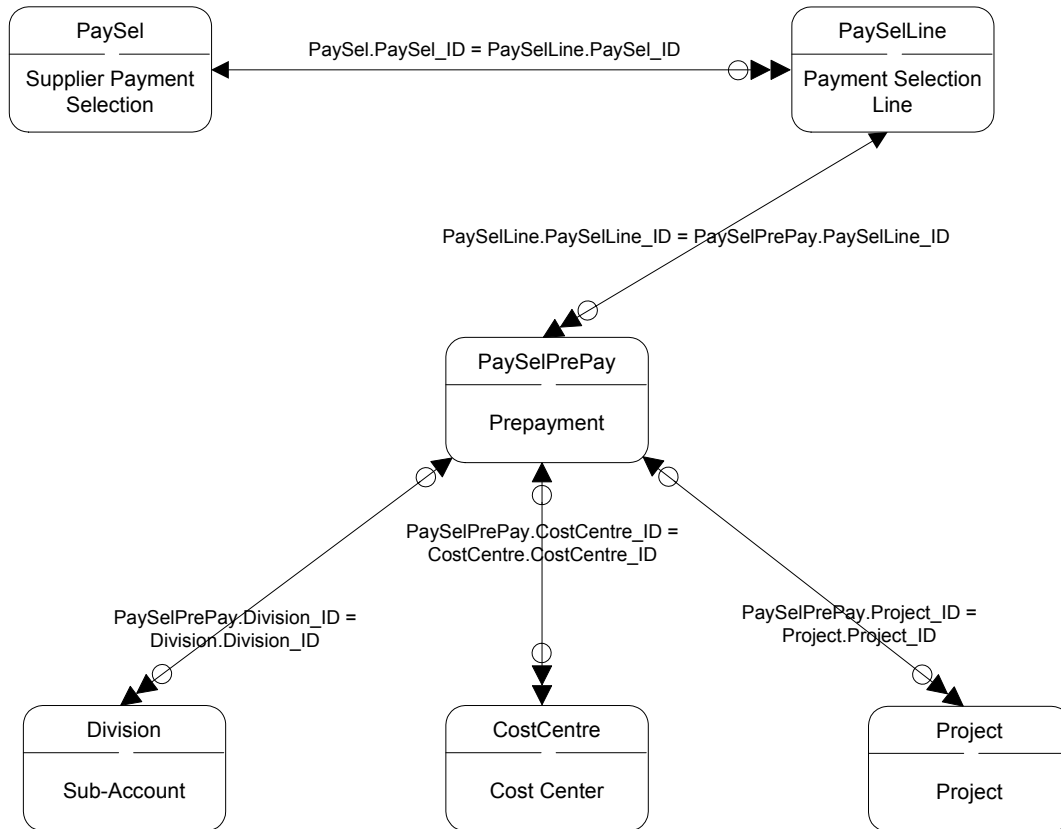 PaySel
Supplier Payment
Selection
PaySel.PaySel_ID = PaySelLine.PaySel_ID
PaySelLine
Payment Selection
Line
PaySelLine.PaySelLine_ID = PaySelPrePay.PaySelLine_ID
PaySelPrePay
Prepayment
PaySelPrePay.CostCentre_ID =
CostCentre.CostCentre_ID
PaySelPrePay.Division_ID =
Division.Division_ID
PaySelPrePay.Project_ID =
Project.Project_ID
Division
Sub-Account
CostCentre
Cost Center
Project
Project